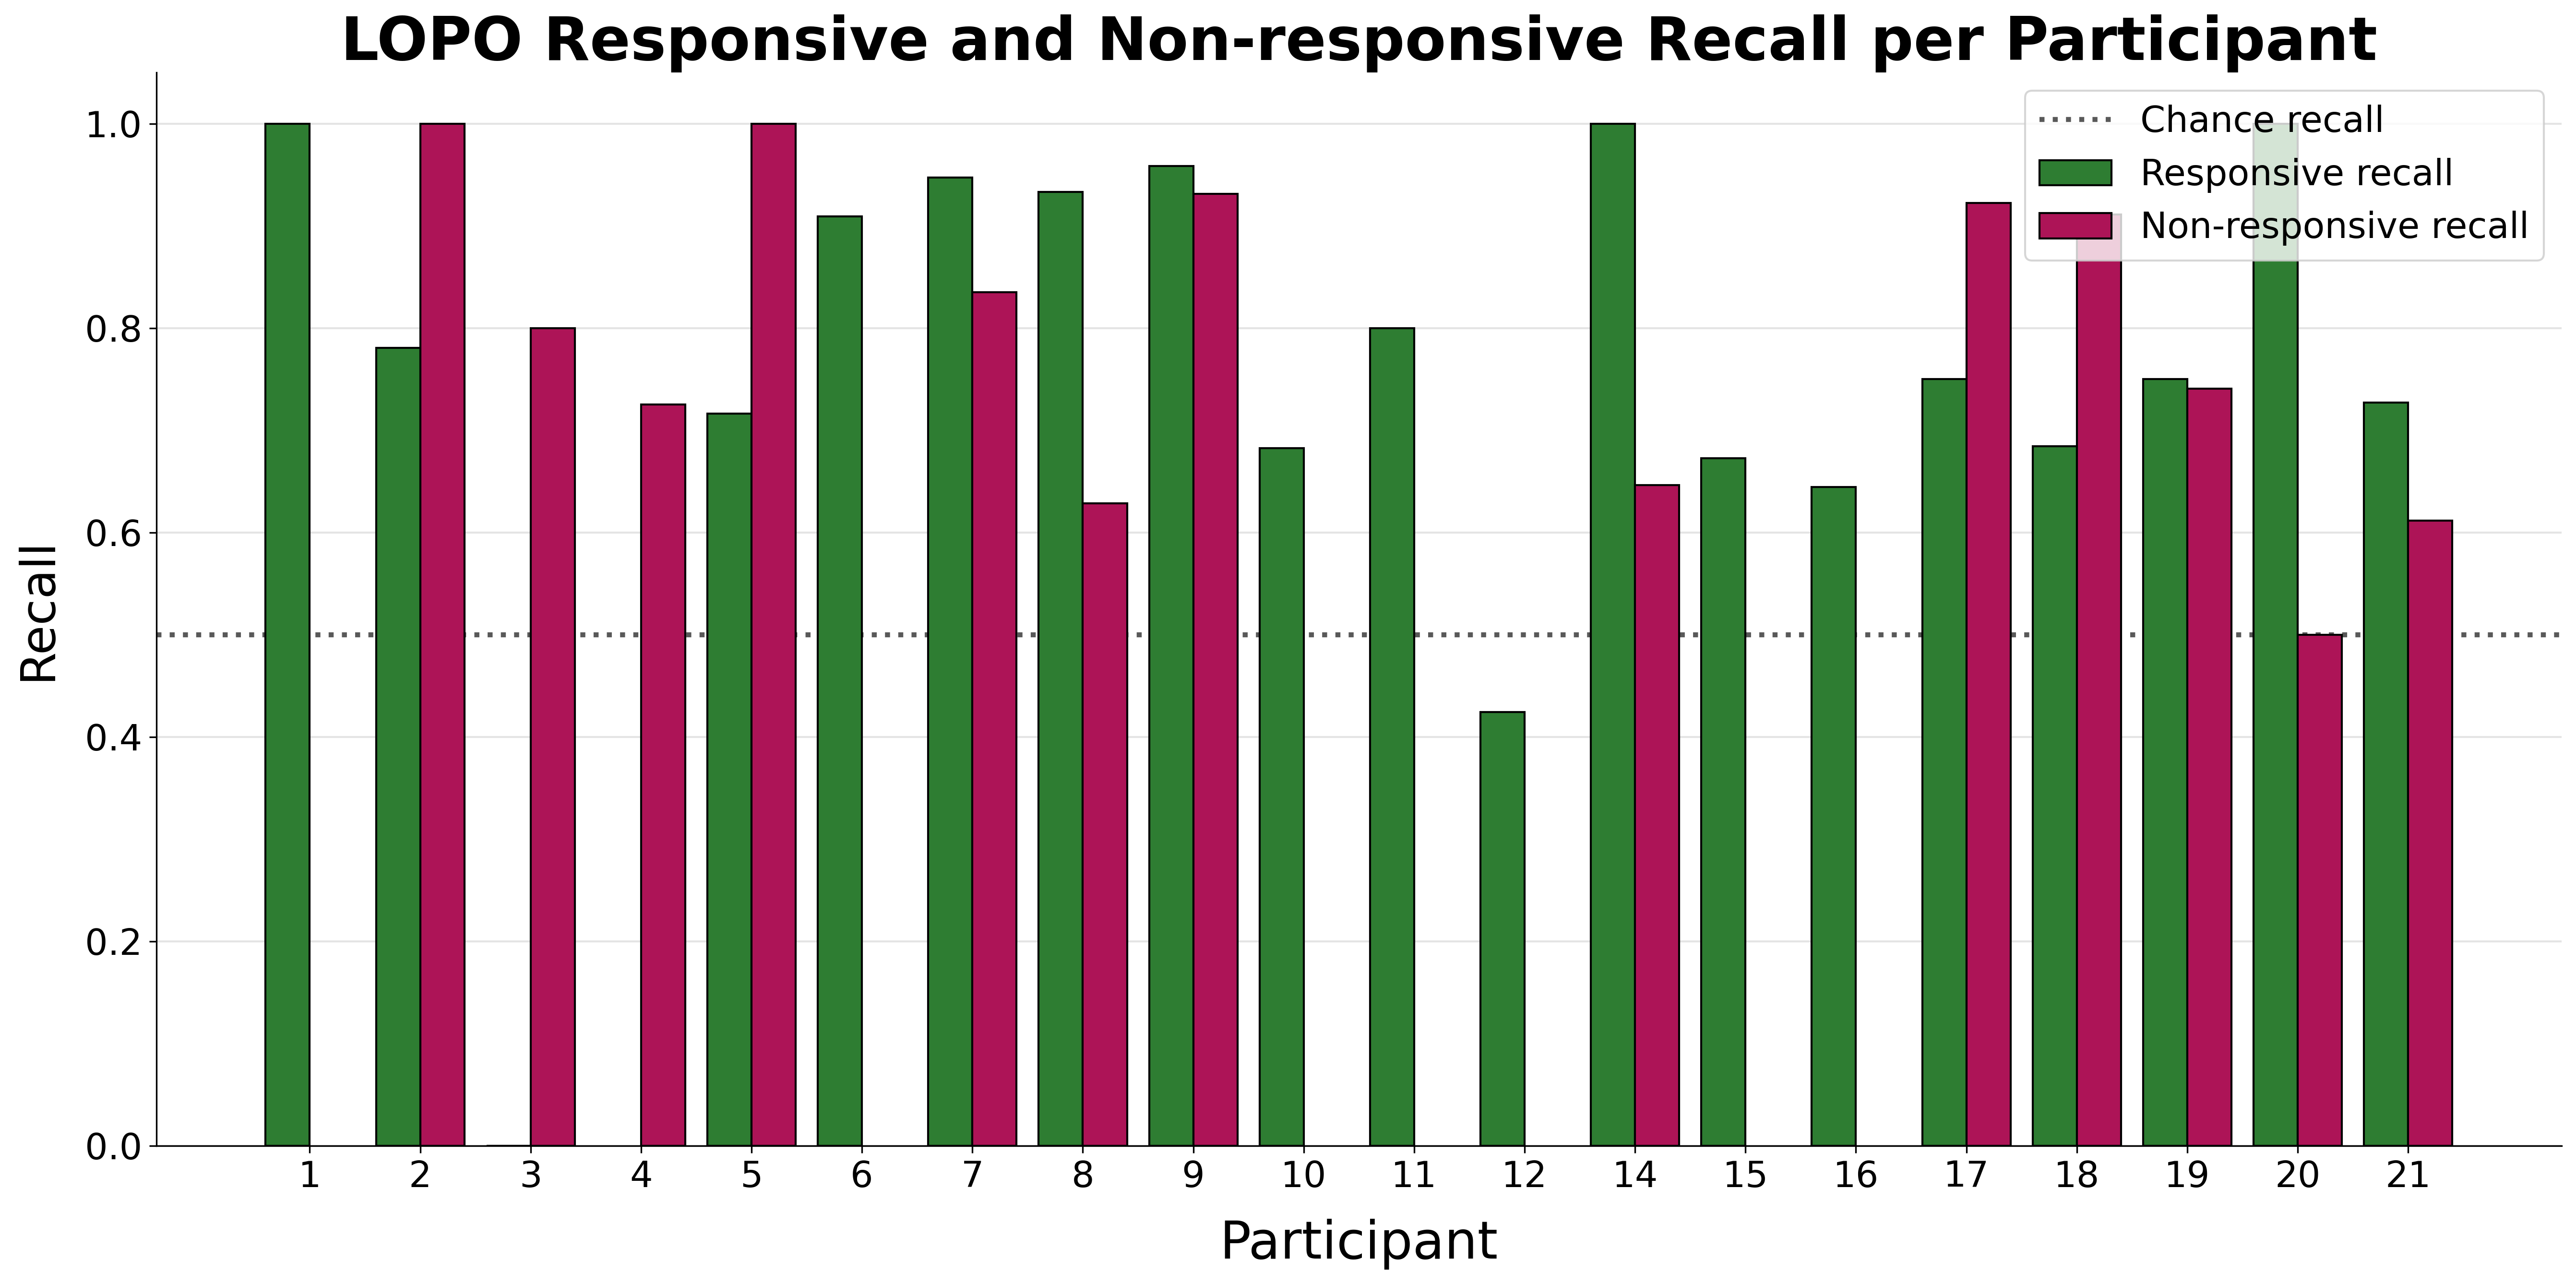 LOPO Responsive and Non-responsive Recall per Participant
Chance recall
Responsive recall
Non-responsive recall
Recall
1.0
0.8
0.6
0.4
0.2
0.0
1 2 3 4 5 6 7 8 9 10 11 12 14 15 16 17 18 19 20 21
Participant